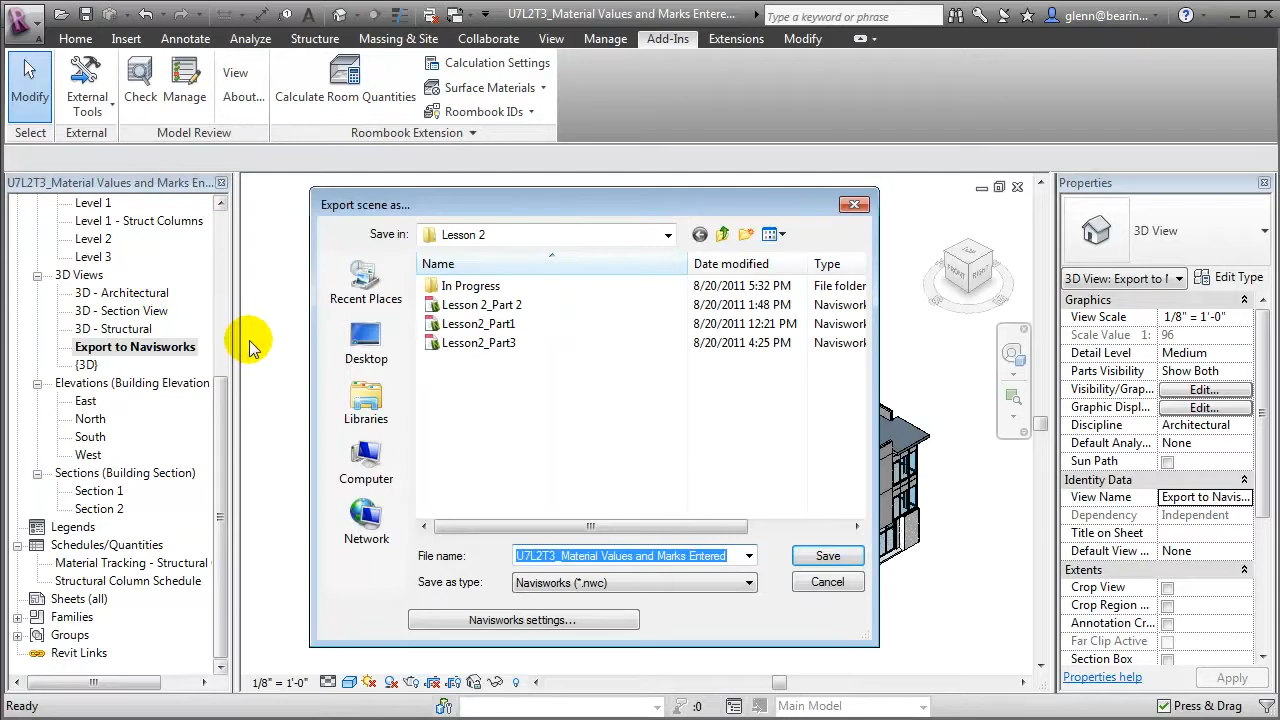 U7L2T3_Material Values and Marks Entere...
Type a keyword or phrase
glenn@bearin...
Home Insert Annotate Analyze Structure Massing & Site Collaborate View Manage Add-Ins Extensions Modify
Modify
External Tools
Check
Manage
View
About...
Calculate Room Quantities
Calculation Settings
Surface Materials
Roombook IDs
Select
External
Model Review
Roombook Extension
U7L2T3_Material Values and Marks En...
Level 1
Level 1 - Struct Columns
Level 2
Level 3
3D Views
3D - Architectural
3D - Section View
3D - Structural
Export to Navisworks
{3D}
Elevations (Building Elevation
East
North
South
West
Sections (Building Section)
Section 1
Section 2
Legends
Schedules/Quantities
Material Tracking - Structural
Structural Column Schedule
Sheets (all)
Families
Groups
Revit Links
Export scene as...
Save in: Lesson 2
Name Date modified Type
In Progress 8/20/2011 5:32 PM File folder
Lesson 2_Part 2 8/20/2011 1:48 PM Naviswork
Lesson2_Part1 8/20/2011 12:21 PM Naviswork
Lesson2_Part3 8/20/2011 4:25 PM Naviswork
Recent Places
Desktop
Libraries
Computer
Network
File name: U7L2T3_Material Values and Marks Entered
Save
Save as type: Navisworks (*.nwc)
Cancel
Navisworks settings...
FRONT
RIGHT
Properties
3D View
3D View: Export to N
Edit Type
Graphics
View Scale 1/8" = 1'-0"
Scale Value 1: 96
Detail Level Medium
Parts Visibility Show Both
Visibility/Grap... Edit...
Graphic Displ... Edit...
Discipline Architectural
Default Analy... None
Sun Path
Identity Data
View Name Export to Navis...
Dependency Independent
Title on Sheet
Default View ... None
Extents
Crop View
Crop Region ...
Annotation Cr...
Far Clip Active
Section Box
Properties help
Apply
1/8" = 1'-0"
Ready
:0
Main Model
Press & Drag